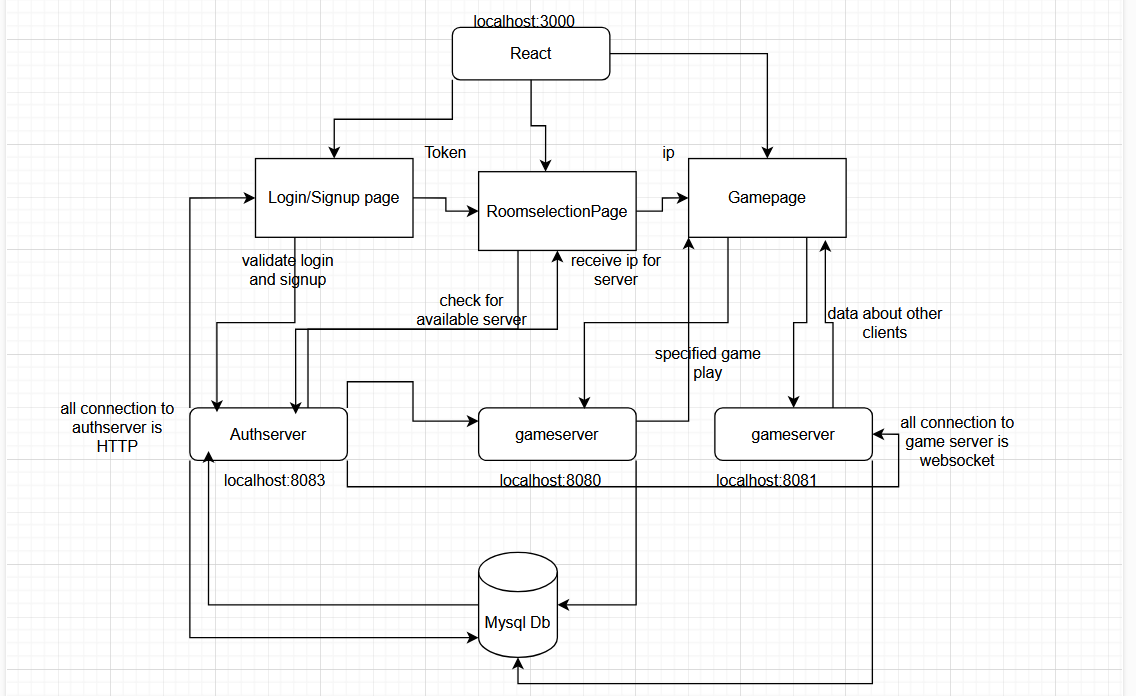 localhost:3000
React
Token
ip
Login/Signup page
RoomselectionPage
Gamepage
validate login
and signup
receive ip for
server
check for
available server
data about other
clients
specified game
play
all connection to
authserver is
HTTP
Authserver
gameserver
gameserver
all connection to
game server is
websocket
localhost:8083
localhost:8080
localhost:8081
Mysql Db